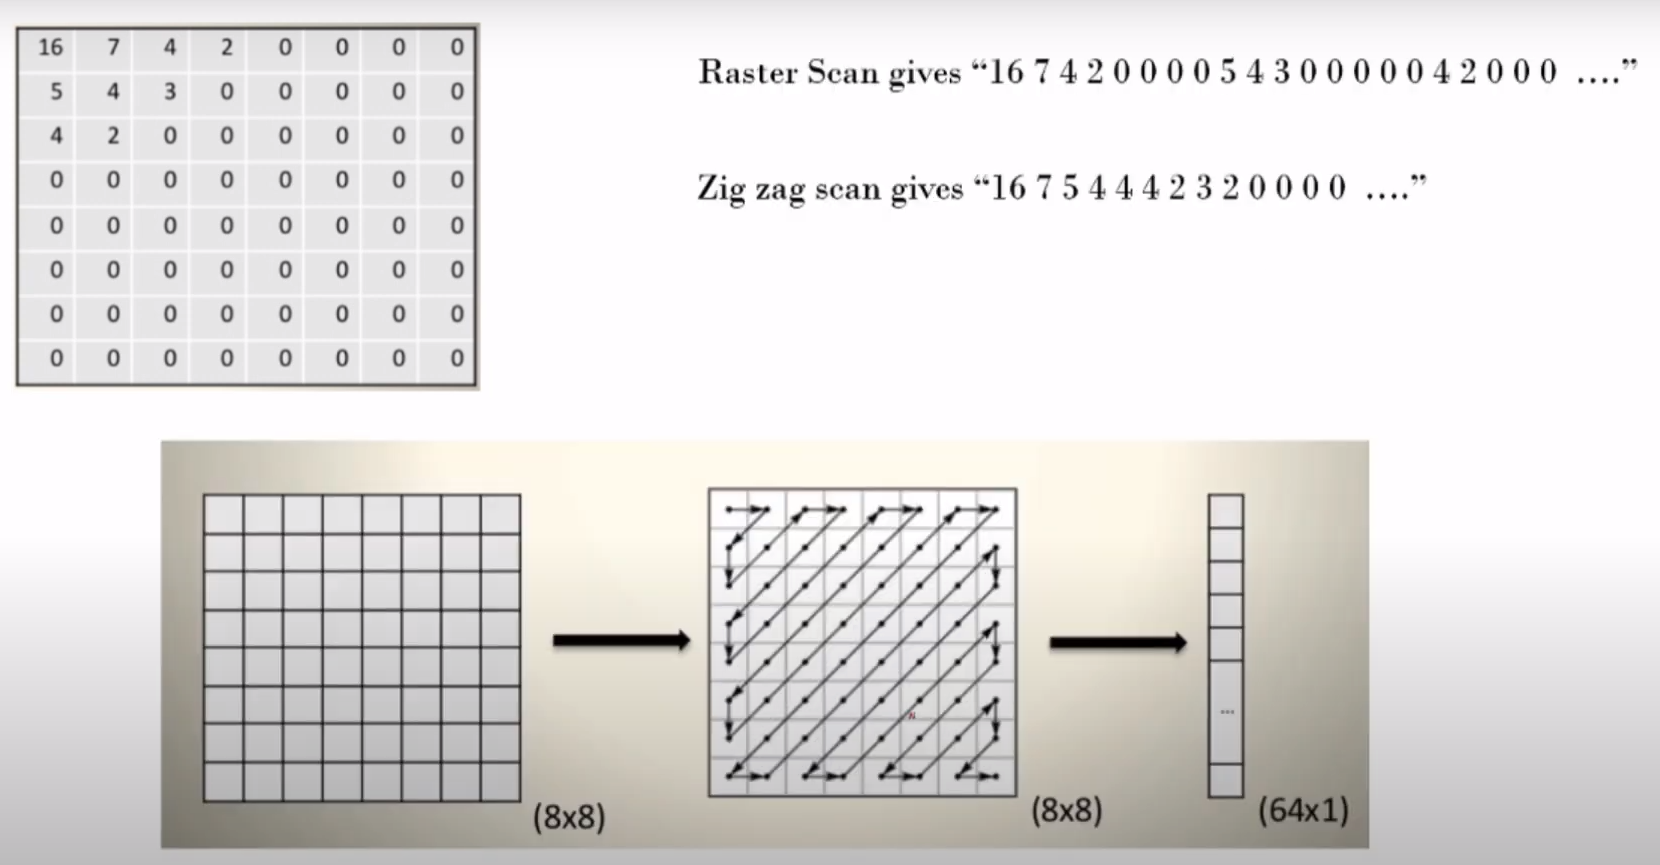 16 7 4 2 0 0 0 0
5 4 3 0 0 0 0 0
4 2 0 0 0 0 0 0
0 0 0 0 0 0 0 0
0 0 0 0 0 0 0 0
0 0 0 0 0 0 0 0
0 0 0 0 0 0 0 0
0 0 0 0 0 0 0 0
Raster Scan gives “16 7 4 2 0 0 0 0 5 4 3 0 0 0 0 0 4 2 0 0 0 ....”
Zig zag scan gives “16 7 5 4 4 4 2 3 2 0 0 0 0 ....”
(8x8)
(8x8)
...
(64x1)